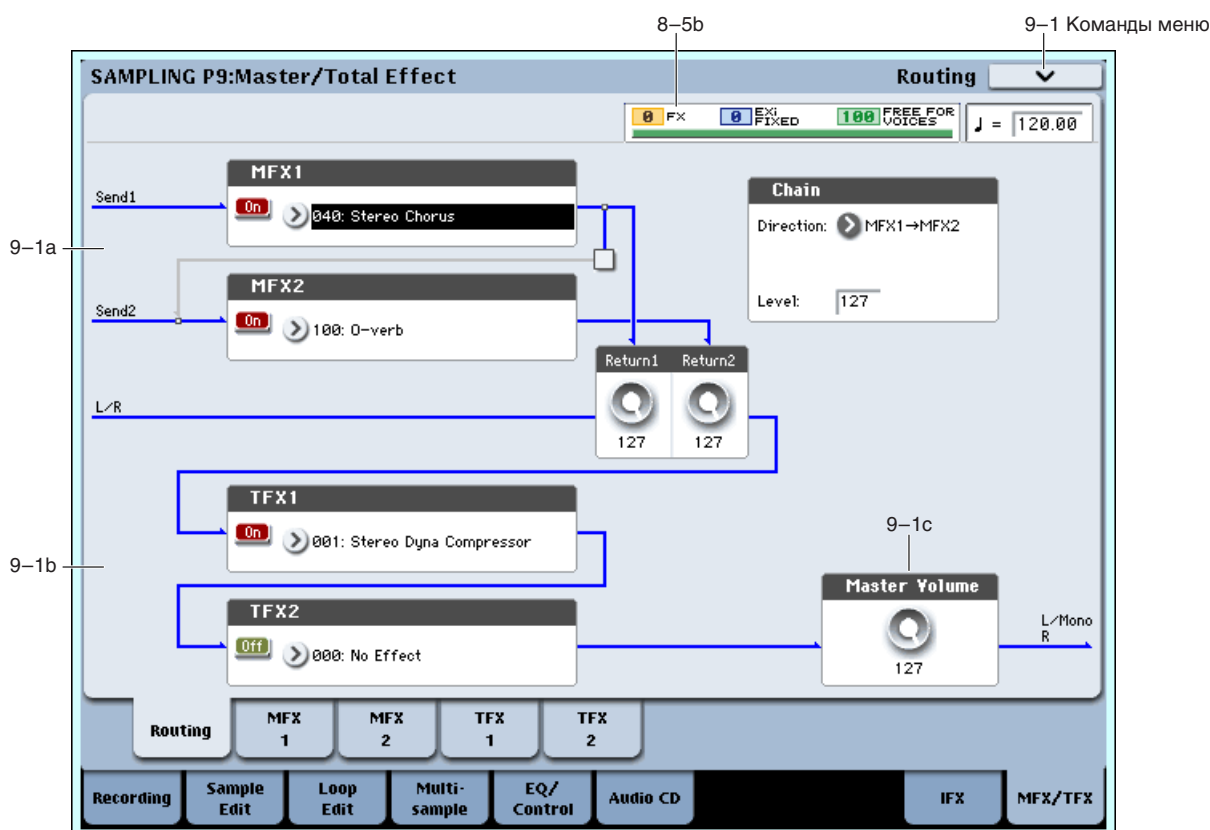 8–5b
9–1 Команды меню
SAMPLING P9:Master/Total Effect
Routing
0 FX
0 EXi FIXED
100 FREE FOR VOICES
♩ = 120.00
MFX1
Send1
On
040: Stereo Chorus
Chain
Direction: MFX1→MFX2
Level: 127
9–1a
MFX2
Send2
On
100: O-verb
Return1 Return2
127 127
L/R
TFX1
On
001: Stereo Dyna Compressor
9–1b
9–1c
TFX2
Off
000: No Effect
Master Volume
127
L/Mono
R
Routing
MFX
1
MFX
2
TFX
1
TFX
2
Recording
Sample
Edit
Loop
Edit
Multi-
sample
EQ/
Control
Audio CD
IFX
MFX/TFX